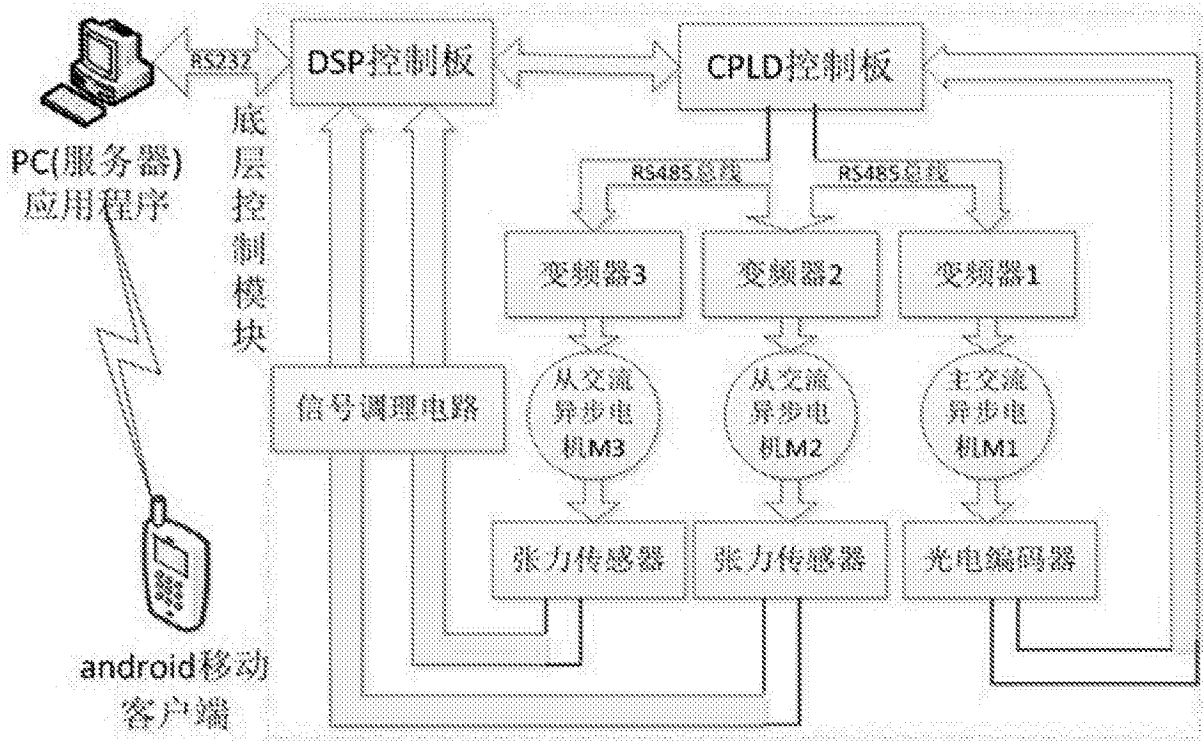 RS232
DSP控制板
CPLD控制板
PC(服务器)
应用程序
底
层
控
制
模
块
RS485总线
RS485总线
变频器3
变频器2
变频器1
信号调理电路
从交流
异步电
机M3
从交流
异步电
机M2
主交流
异步电
机M1
张力传感器
张力传感器
光电编码器
android移动
客户端